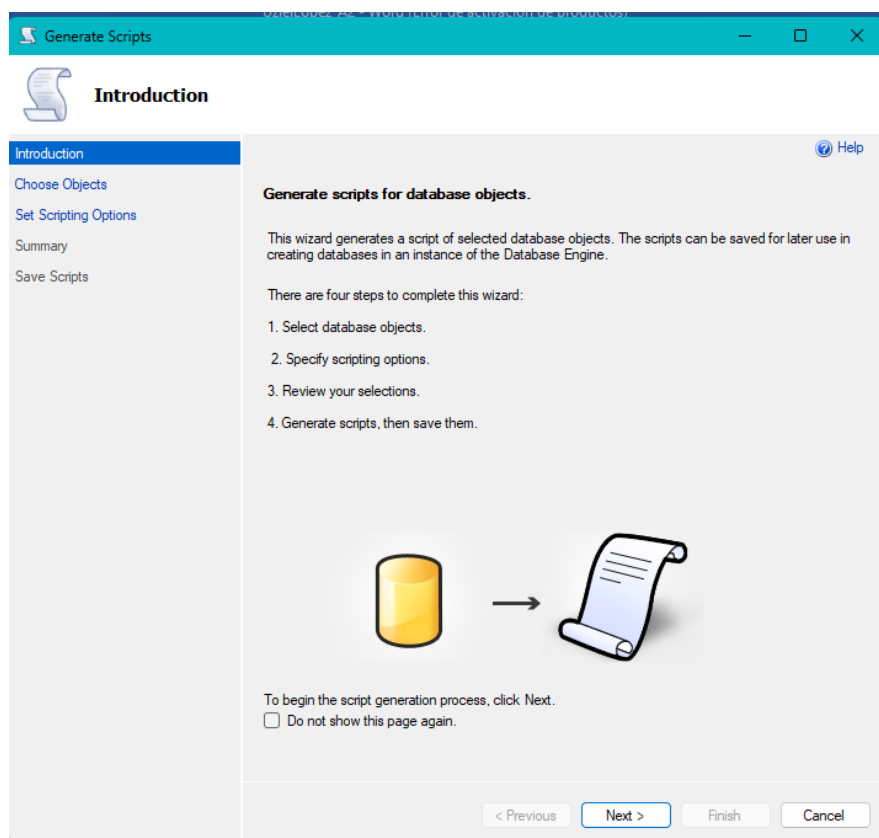 Generate Scripts
Introduction
Introduction
Choose Objects
Set Scripting Options
Summary
Save Scripts
Help
Generate scripts for database objects.
This wizard generates a script of selected database objects. The scripts can be saved for later use in
creating databases in an instance of the Database Engine.
There are four steps to complete this wizard:
1. Select database objects.
2. Specify scripting options.
3. Review your selections.
4. Generate scripts, then save them.
To begin the script generation process, click Next.
Do not show this page again.
< Previous
Next >
Finish
Cancel